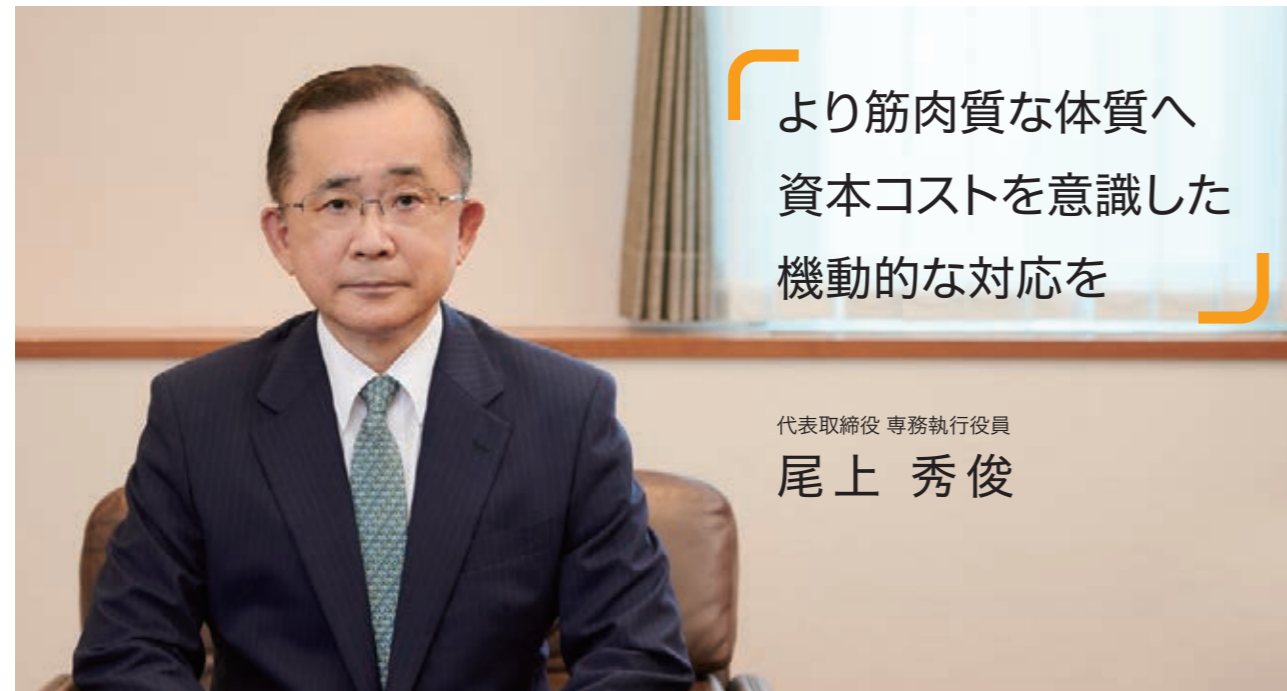 より筋肉質な体質へ
資本コストを意識した
機動的な対応を
代表取締役 専務執行役員
尾上 秀俊